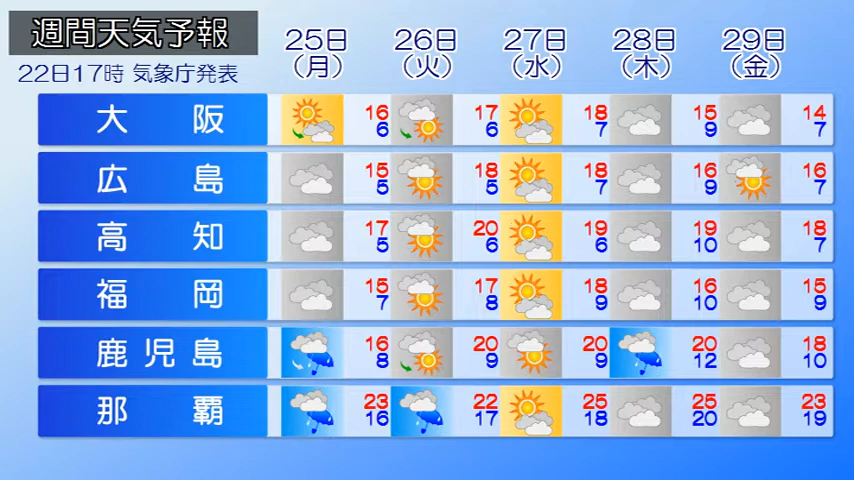 週間天気予報
22日17時 気象庁発表
25日 26日 27日 28日 29日
(月) (火) (水) (木) (金)
大阪 16 6 17 6 18 7 15 9 14 7
広島 15 5 18 5 18 7 16 9 16 7
高知 17 5 20 6 19 6 19 10 18 7
福岡 15 7 17 8 18 9 16 10 15 9
鹿児島 16 8 20 9 20 9 20 12 18 10
那覇 23 16 22 17 25 18 25 20 23 19